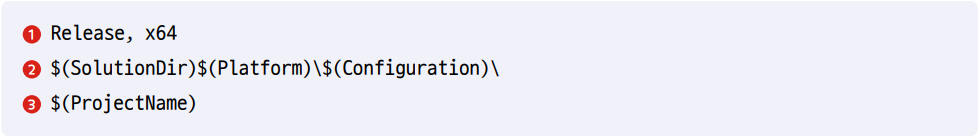 1 Release, x64
2 $(SolutionDir)$(Platform)\$(Configuration)\
3 $(ProjectName)